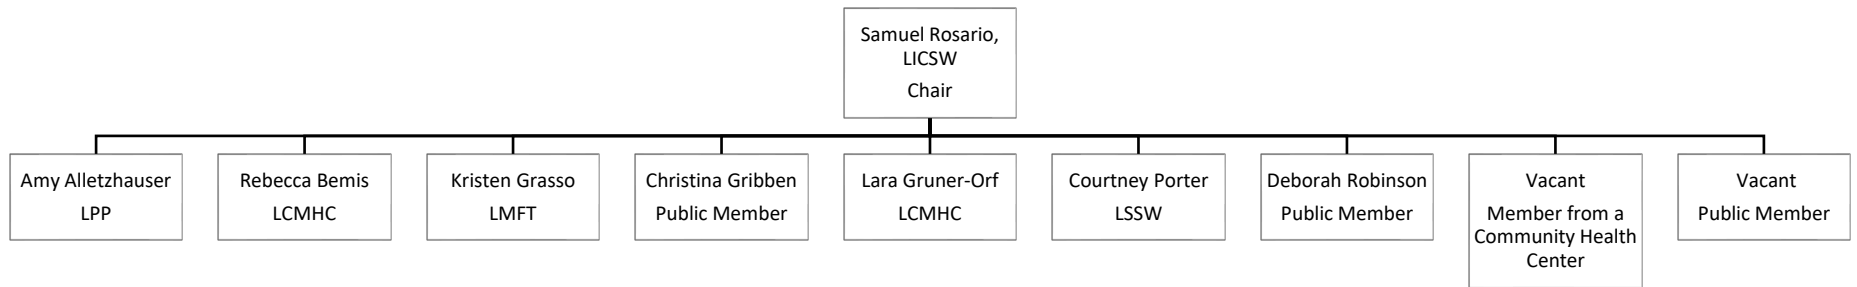 Samuel Rosario,
LICSW
Chair
Amy Alletzhauser
LPP
Rebecca Bemis
LCMHC
Kristen Grasso
LMFT
Christina Gribben
Public Member
Lara Gruner-Orf
LCMHC
Courtney Porter
LSSW
Deborah Robinson
Public Member
Vacant
Member from a
Community Health
Center
Vacant
Public Member